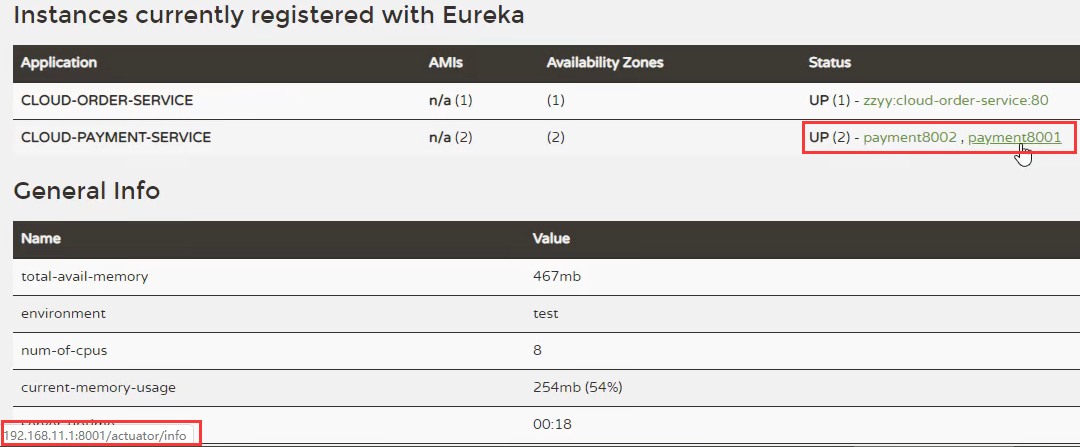 Instances currently registered with Eureka
Application AMIs Availability Zones Status
CLOUD-ORDER-SERVICE n/a (1) (1) UP (1) - zzyy:cloud-order-service:80
CLOUD-PAYMENT-SERVICE n/a (2) (2) UP (2) - payment8002 , payment8001
General Info
Name Value
total-avail-memory 467mb
environment test
num-of-cpus 8
current-memory-usage 254mb (54%)
00:18
192.168.11.1:8001/actuator/info